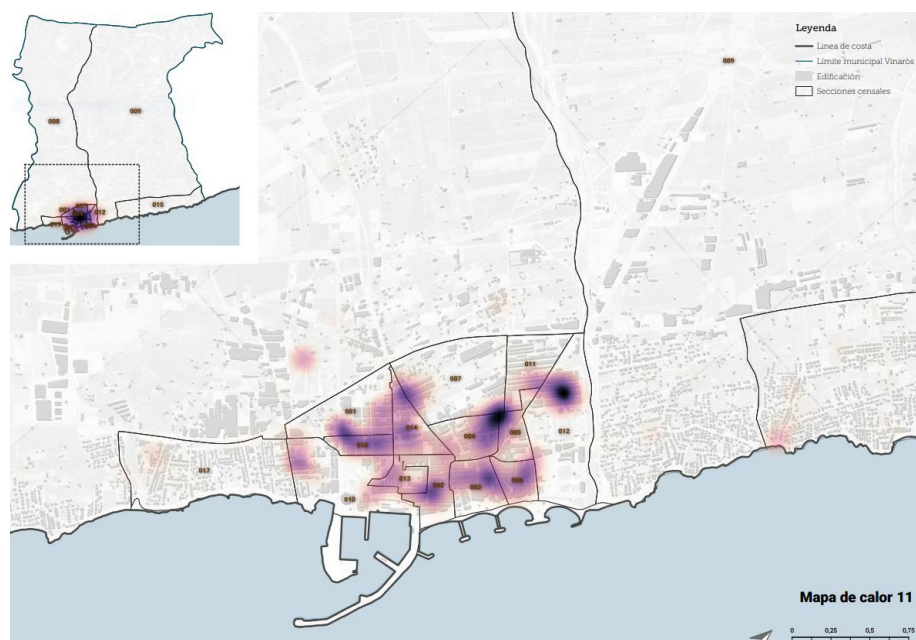 Leyenda
Línea de costa
Límite municipal Vinaròs
Edificación
Secciones censales
009
008
009
015
012
011
007
001
014
016
004
005
012
017
013
002
003
006
010
Mapa de calor 11
0 0,25 0,5 0,75